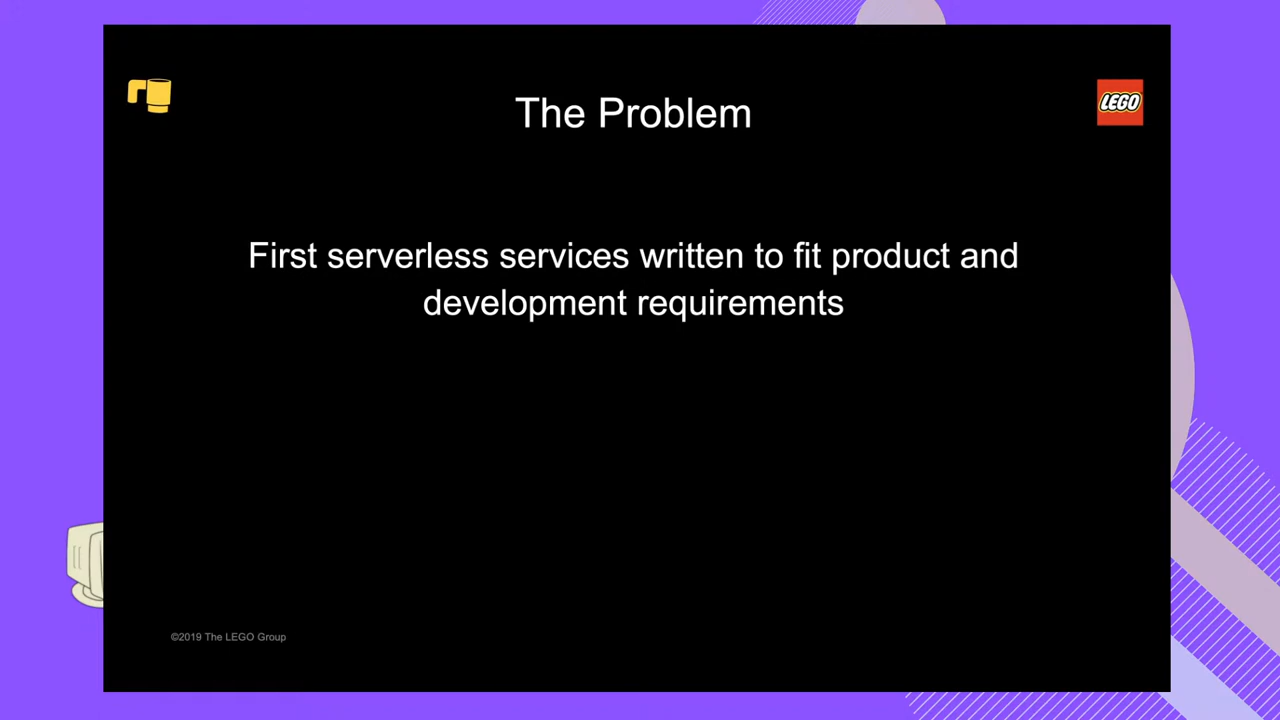 The Problem
LEGO
First serverless services written to fit product and
development requirements
©2019 The LEGO Group